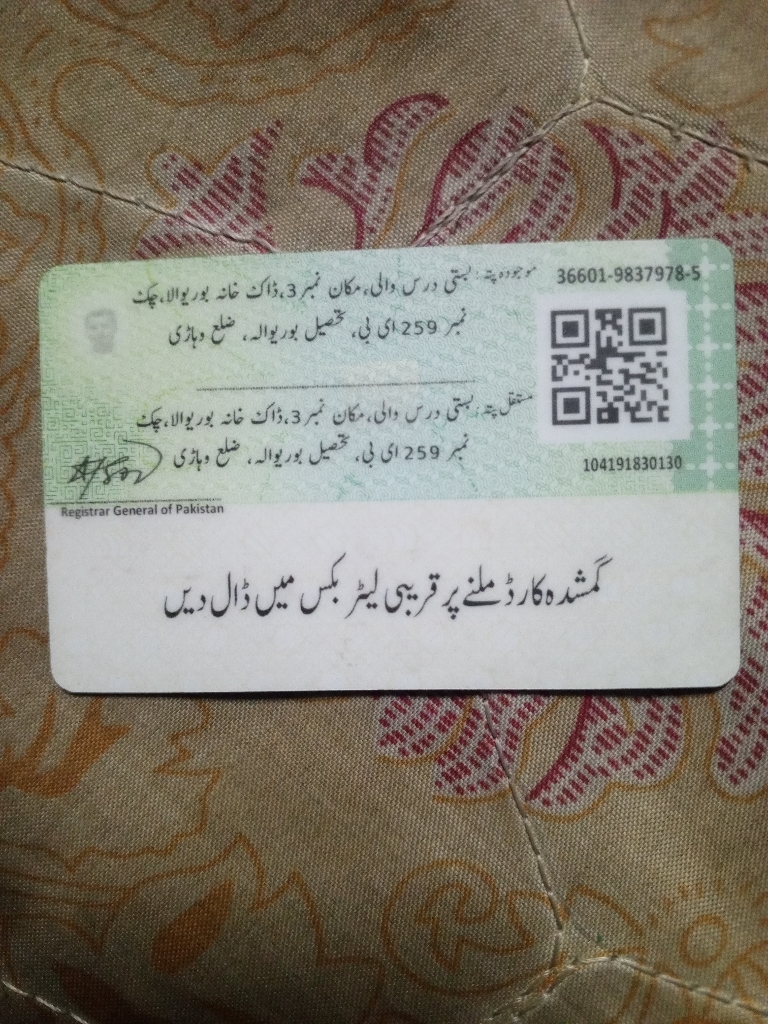 موجودہ پتہ: بستی درس والی، مکان نمبر 3، ڈاک خانہ بوریوالا، چک
نمبر 259 ای بی، تحصیل بوریوالہ، ضلع وہاڑی
36601-9837978-5
مستقل پتہ: بستی درس والی، مکان نمبر 3، ڈاک خانہ بوریوالا، چک
نمبر 259 ای بی، تحصیل بوریوالہ، ضلع وہاڑی
104191830130
Registrar General of Pakistan
گمشدہ کارڈ ملنے پر قریبی لیٹر بکس میں ڈال دیں